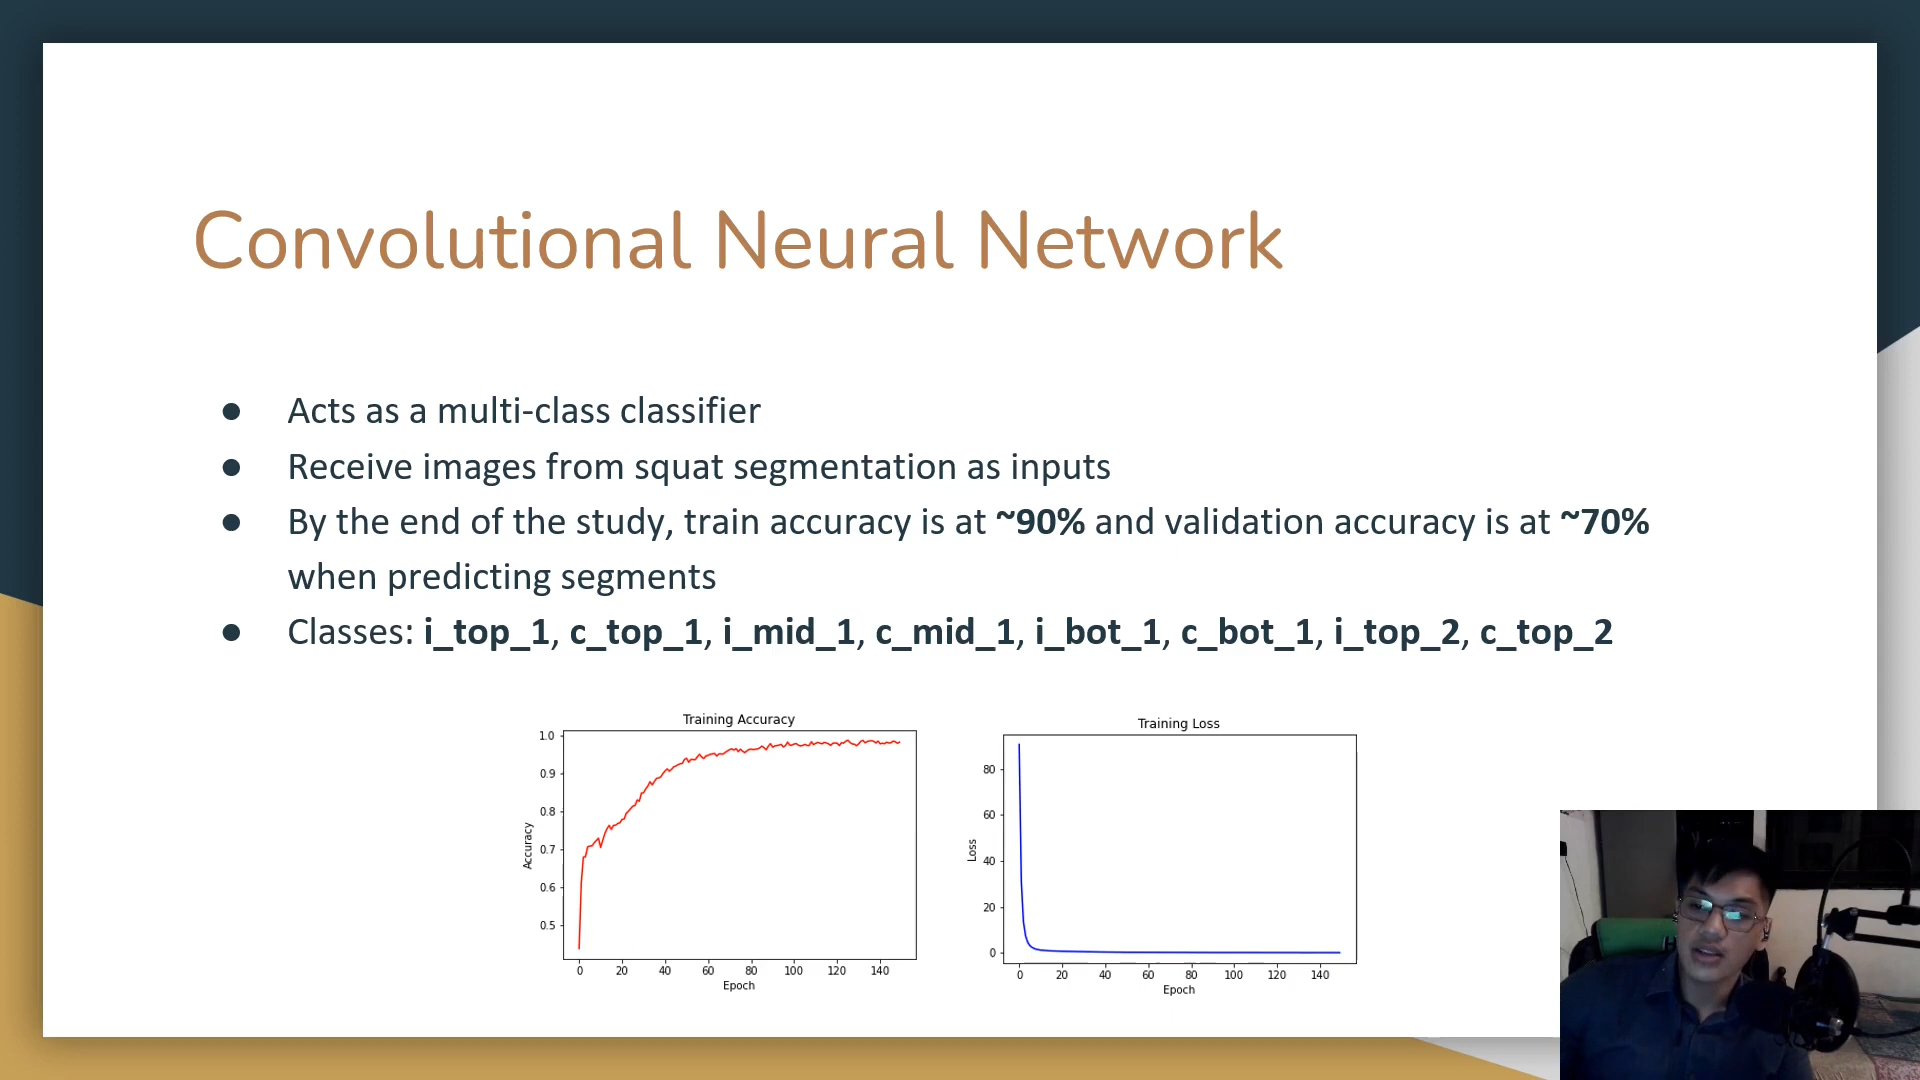 Convolutional Neural Network
● Acts as a multi-class classifier
● Receive images from squat segmentation as inputs
● By the end of the study, train accuracy is at ~90% and validation accuracy is at ~70%
when predicting segments
● Classes: i_top_1, c_top_1, i_mid_1, c_mid_1, i_bot_1, c_bot_1, i_top_2, c_top_2
Training Accuracy
1.0
0.9
0.8
0.7
0.6
0.5
Accuracy
0 20 40 60 80 100 120 140
Epoch
Training Loss
80
60
40
20
0
Loss
0 20 40 60 80 100 120 140
Epoch